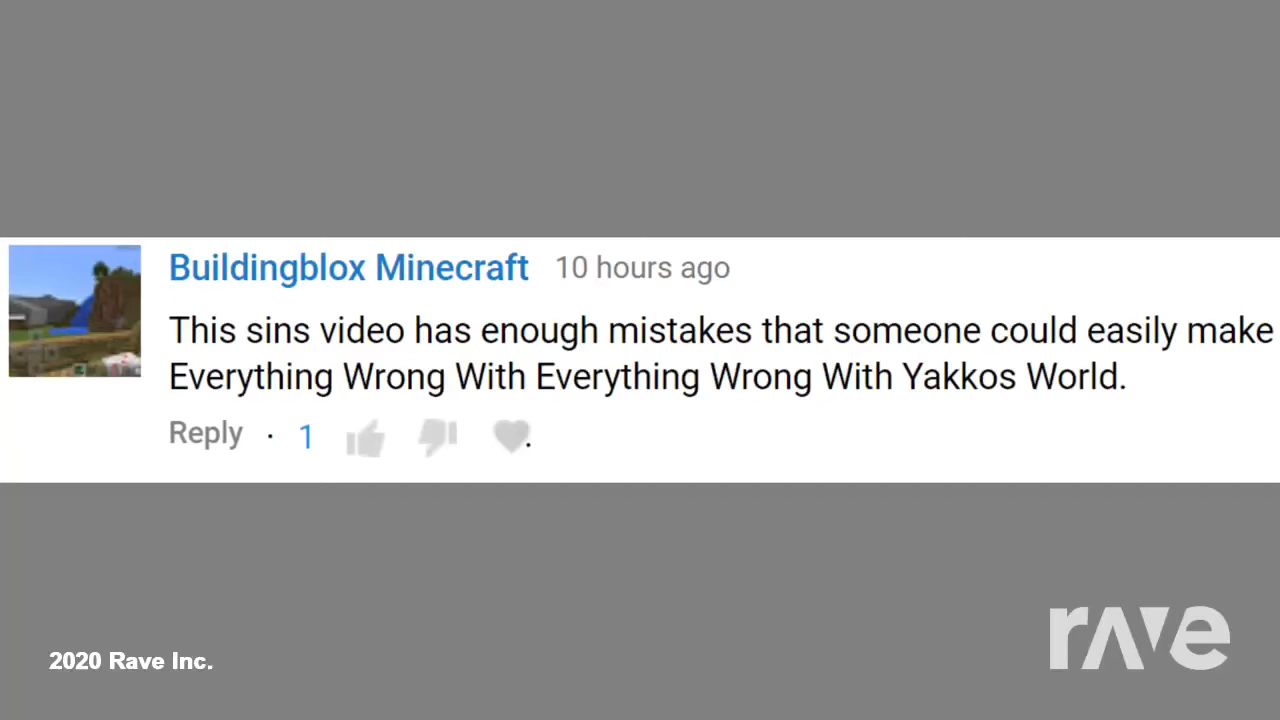 Buildingblox Minecraft 10 hours ago
This sins video has enough mistakes that someone could easily make
Everything Wrong With Everything Wrong With Yakkos World.
Reply · 1 .
rave
2020 Rave Inc.